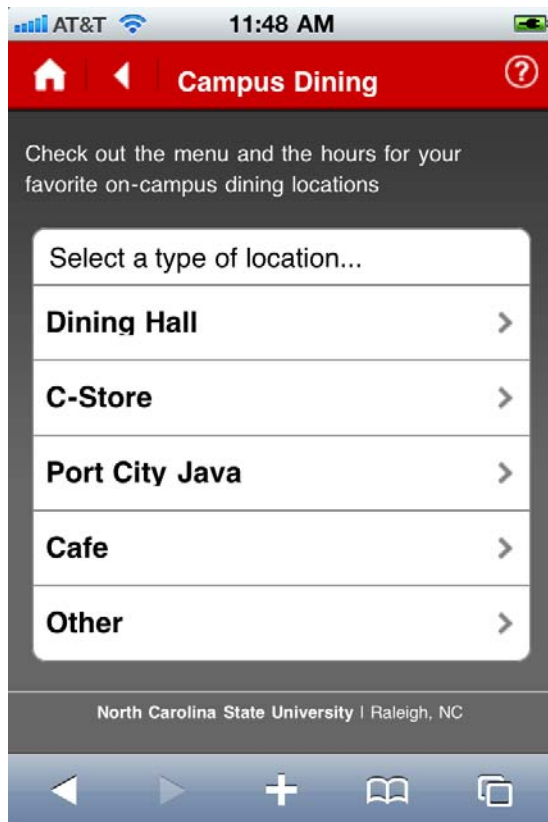 AT&T 11:48 AM
Campus Dining ?
Check out the menu and the hours for your
favorite on-campus dining locations
Select a type of location...
Dining Hall
C-Store
Port City Java
Cafe
Other
North Carolina State University | Raleigh, NC